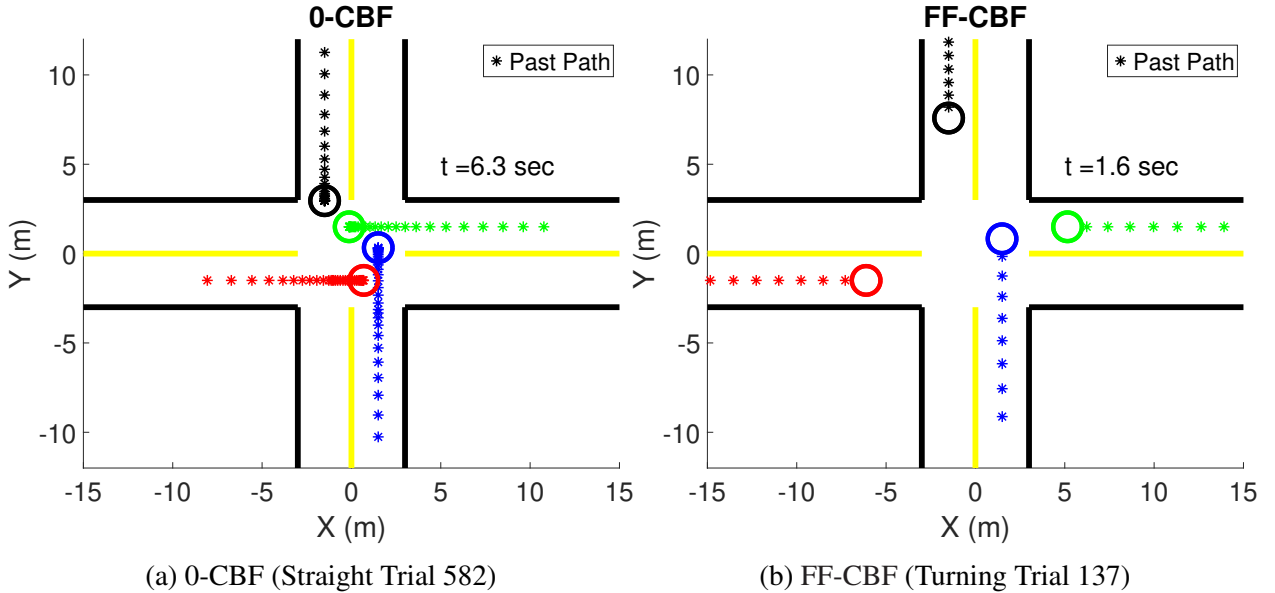 0-CBF
* Past Path
t =6.3 sec
10
5
0
-5
-10
Y (m)
-15
-10
-5
0
5
10
15
X (m)
(a) 0-CBF (Straight Trial 582)
FF-CBF
* Past Path
t =1.6 sec
10
5
0
-5
-10
Y (m)
-15
-10
-5
0
5
10
15
X (m)
(b) FF-CBF (Turning Trial 137)